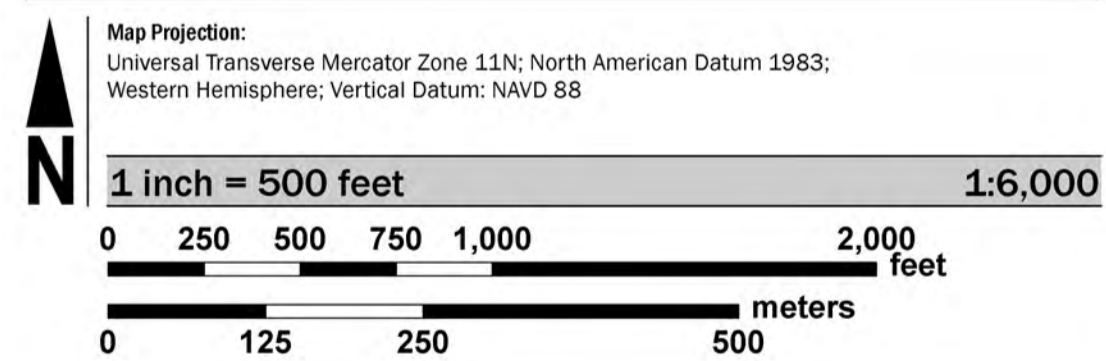 Map Projection:
Universal Transverse Mercator Zone 11N; North American Datum 1983;
Western Hemisphere; Vertical Datum: NAVD 88
N
1 inch = 500 feet 1:6,000
0 250 500 750 1,000 2,000
feet
meters
0 125 250 500